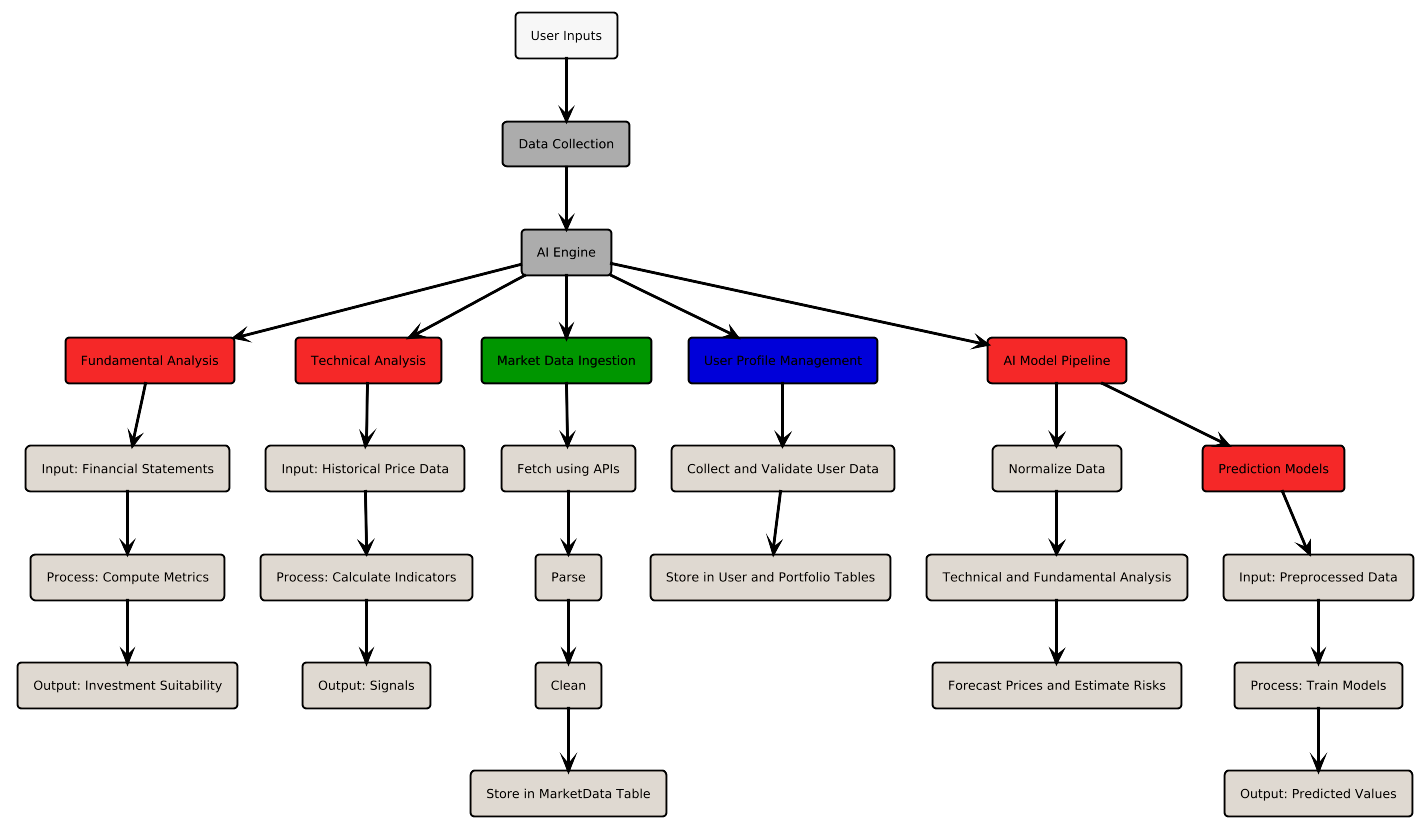 User Inputs
Data Collection
AI Engine
Fundamental Analysis
Technical Analysis
Market Data Ingestion
User Profile Management
AI Model Pipeline
Input: Financial Statements
Input: Historical Price Data
Fetch using APIs
Collect and Validate User Data
Normalize Data
Prediction Models
Process: Compute Metrics
Process: Calculate Indicators
Parse
Store in User and Portfolio Tables
Technical and Fundamental Analysis
Input: Preprocessed Data
Output: Investment Suitability
Output: Signals
Clean
Forecast Prices and Estimate Risks
Process: Train Models
Store in MarketData Table
Output: Predicted Values